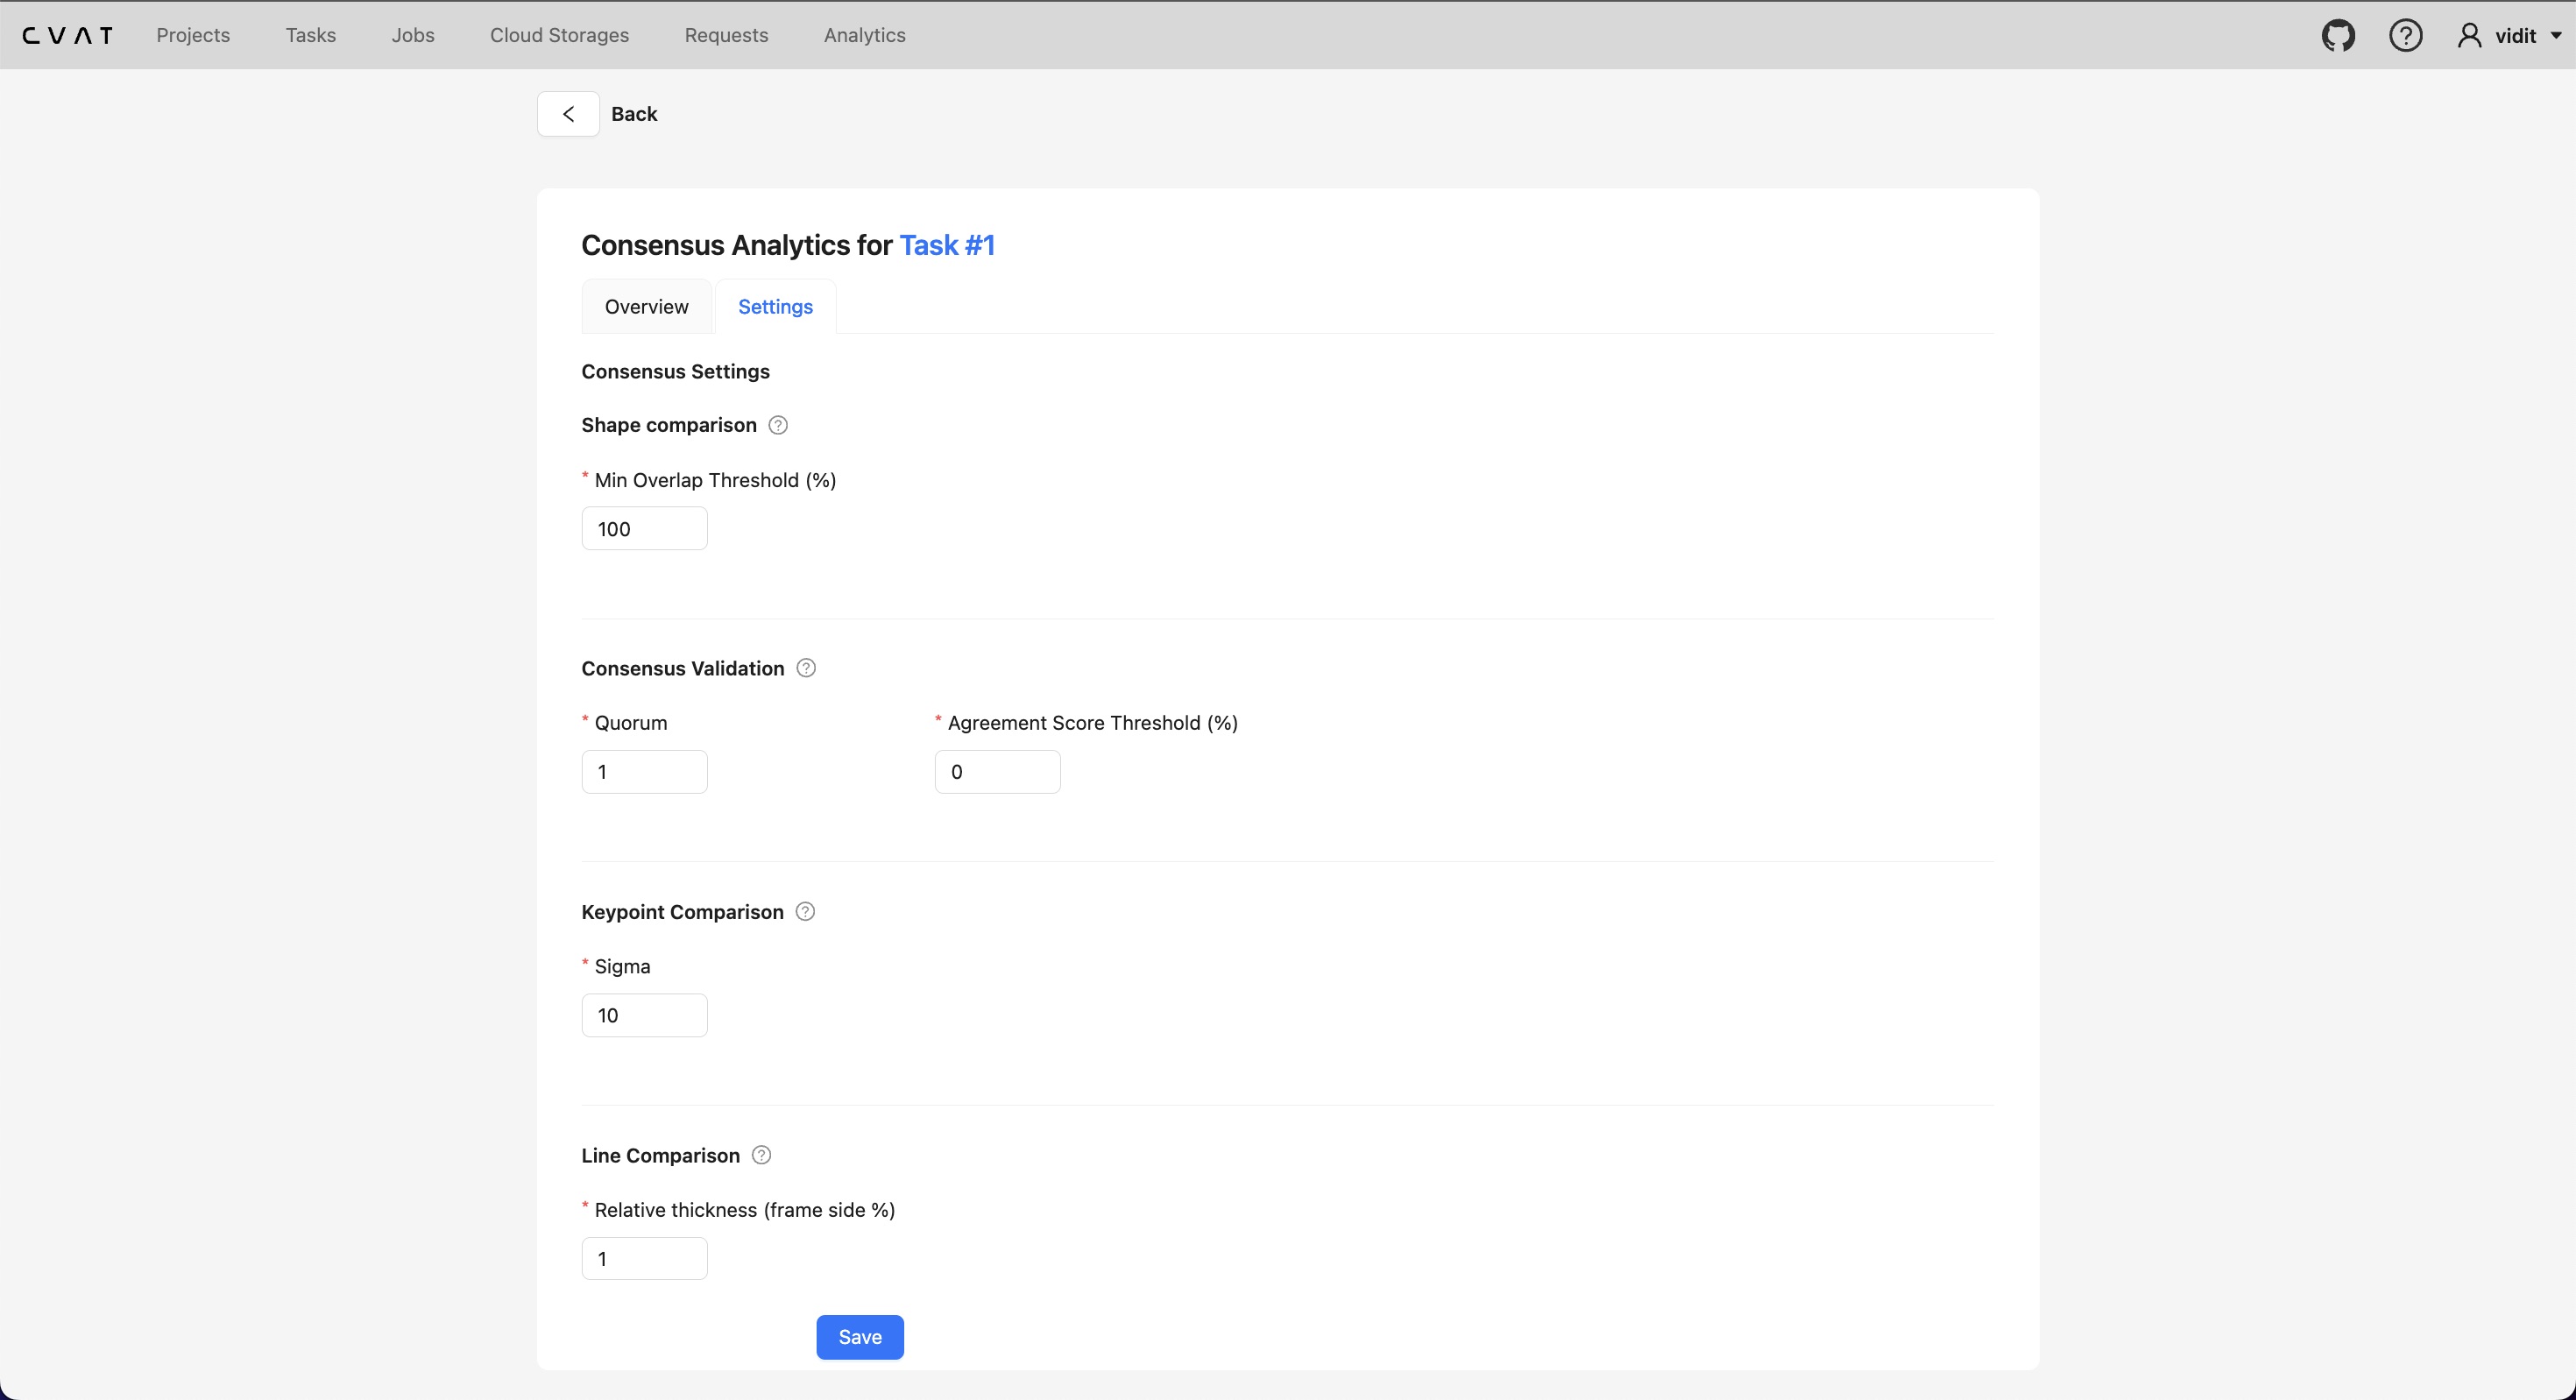 CVAT Projects Tasks Jobs Cloud Storages Requests Analytics ? vidit
< Back
Consensus Analytics for Task #1
Overview Settings
Consensus Settings
Shape comparison ?
* Min Overlap Threshold (%)
100
Consensus Validation ?
* Quorum * Agreement Score Threshold (%)
1 0
Keypoint Comparison ?
* Sigma
10
Line Comparison ?
* Relative thickness (frame side %)
1
Save